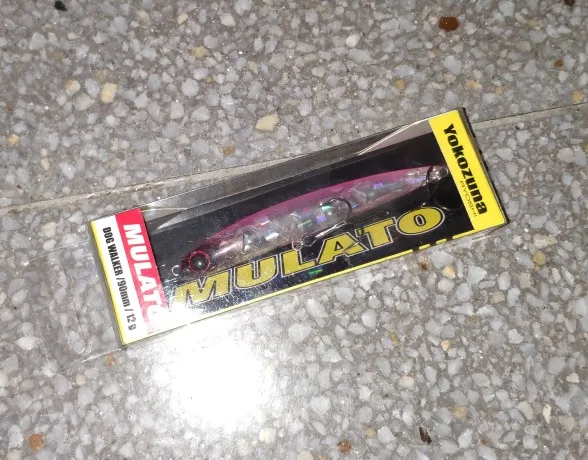 MULATO
DOG WALKER / 90mm / 12 g
MULATO
Yokozuna